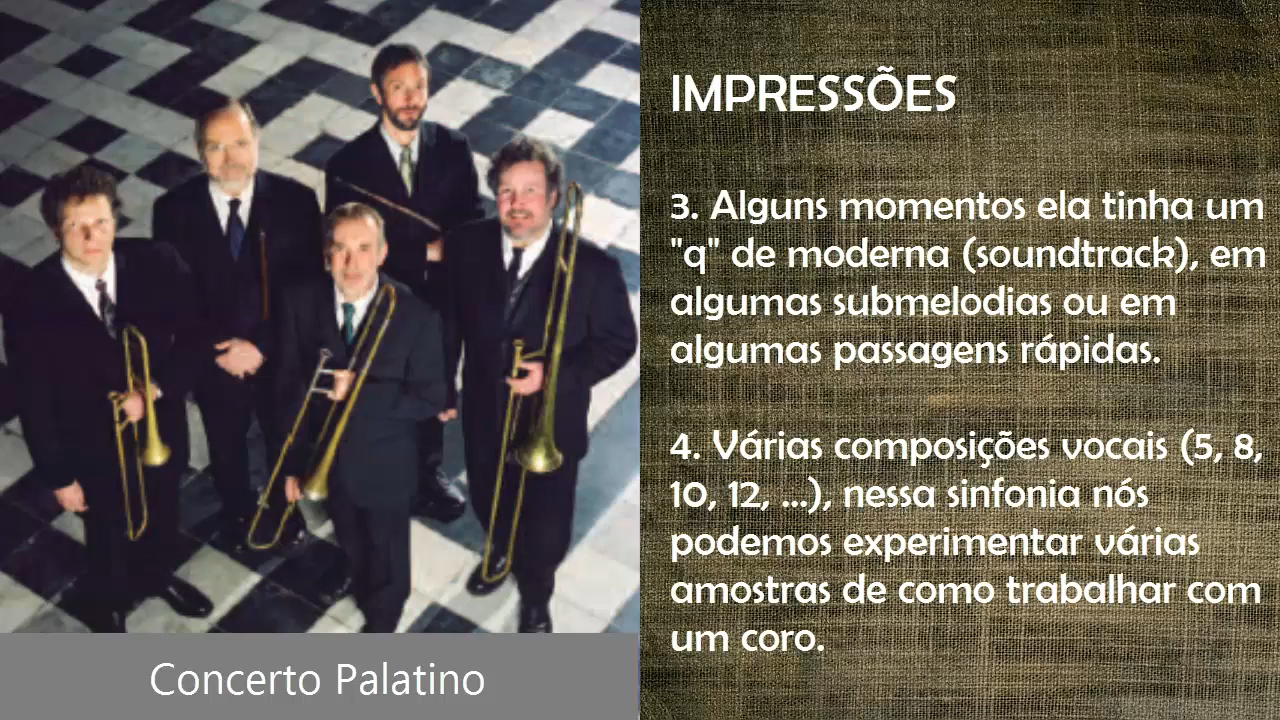 IMPRESSÕES
3. Alguns momentos ela tinha um
"q" de moderna (soundtrack), em
algumas submelodias ou em
algumas passagens rápidas.
4. Várias composições vocais (5, 8,
10, 12, ...), nessa sinfonia nós
podemos experimentar várias
amostras de como trabalhar com
um coro.
Concerto Palatino